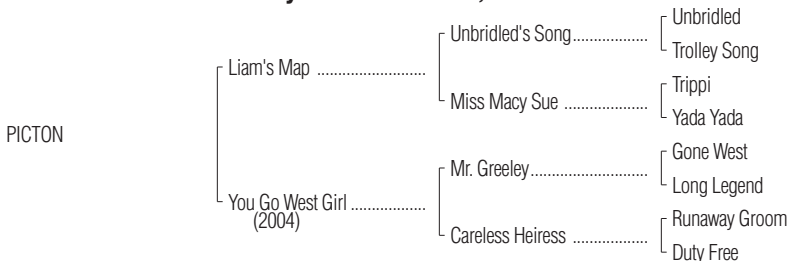 Unbridled
Unbridled's Song.................
Trolley Song
Liam's Map ..........................
Trippi
Miss Macy Sue ....................
Yada Yada
PICTON
Gone West
Mr. Greeley............................
Long Legend
You Go West Girl ..................
(2004)
Runaway Groom
Careless Heiress ..................
Duty Free